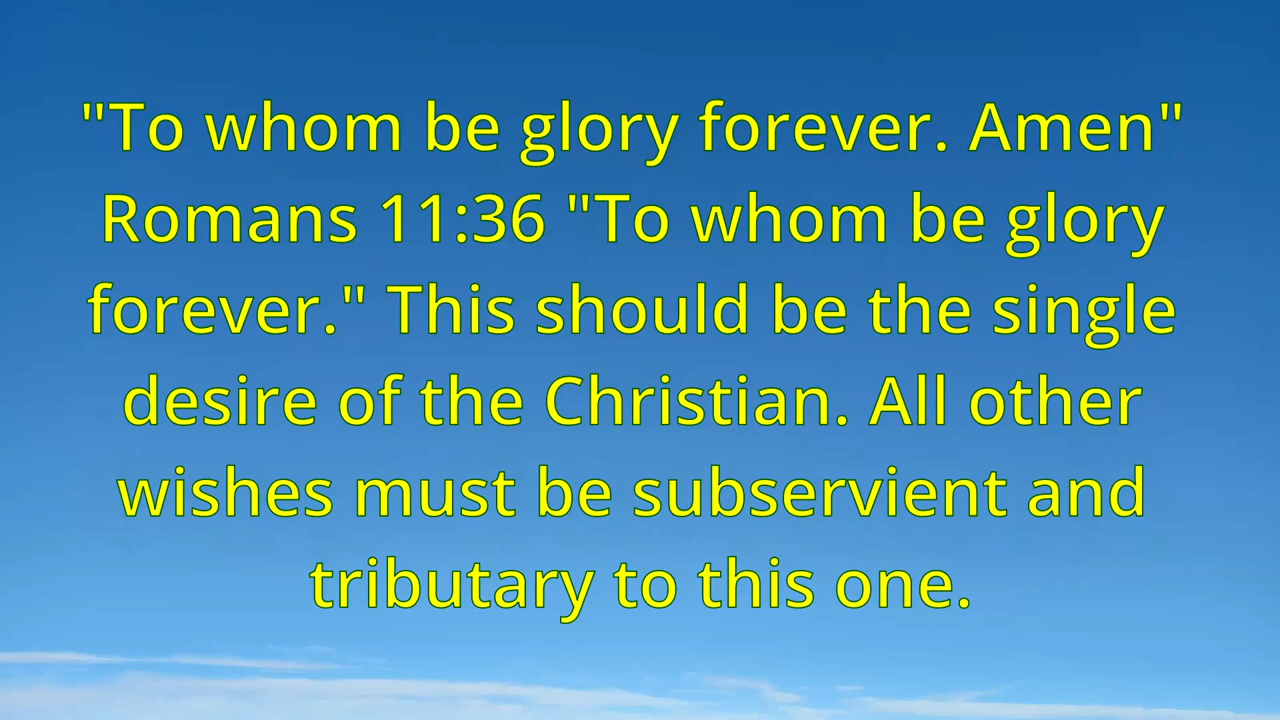 "To whom be glory forever. Amen"
Romans 11:36 "To whom be glory
forever." This should be the single
desire of the Christian. All other
wishes must be subservient and
tributary to this one.